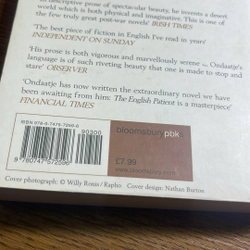 descriptive prose of spectacular beauty, he invents a desert
world which is both physical and imaginative. This is one of
the few truly great post-war novels' IRISH TIMES
'The best piece of fiction in English I've read in years'
INDEPENDENT ON SUNDAY
'His prose is both vigorous and marvellously serene ... Ondaatje's
language is of such riveting beauty that one is made to stop and
stare' OBSERVER
'Ondaatje has now written the extraordinary novel we have
been awaiting from him: The English Patient is a masterpiece'
FINANCIAL TIMES
90300
9 780747 572596
bloomsburypbk
£7.99
Cover photograph: © Willy Ronis / Rapho Cover design: Nathan Burton